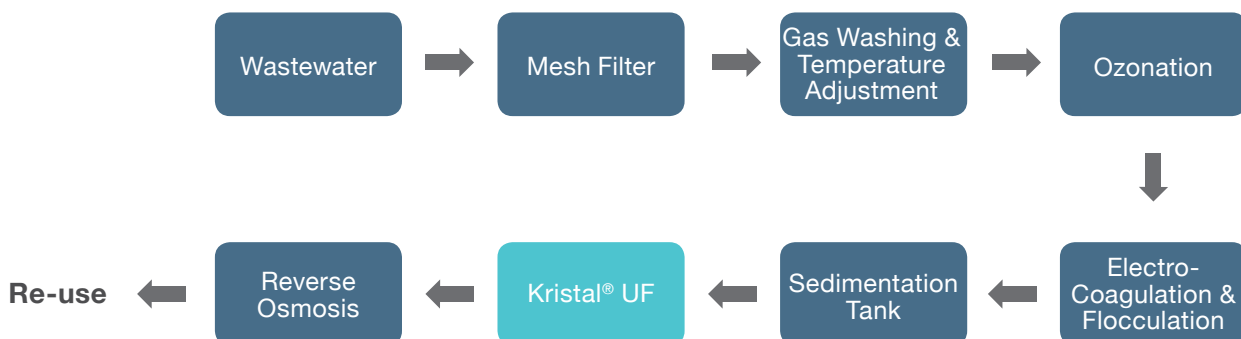 Wastewater
Mesh Filter
Gas Washing &
Temperature
Adjustment
Ozonation
Electro-
Coagulation &
Flocculation
Sedimentation
Tank
Kristal® UF
Reverse
Osmosis
Re-use